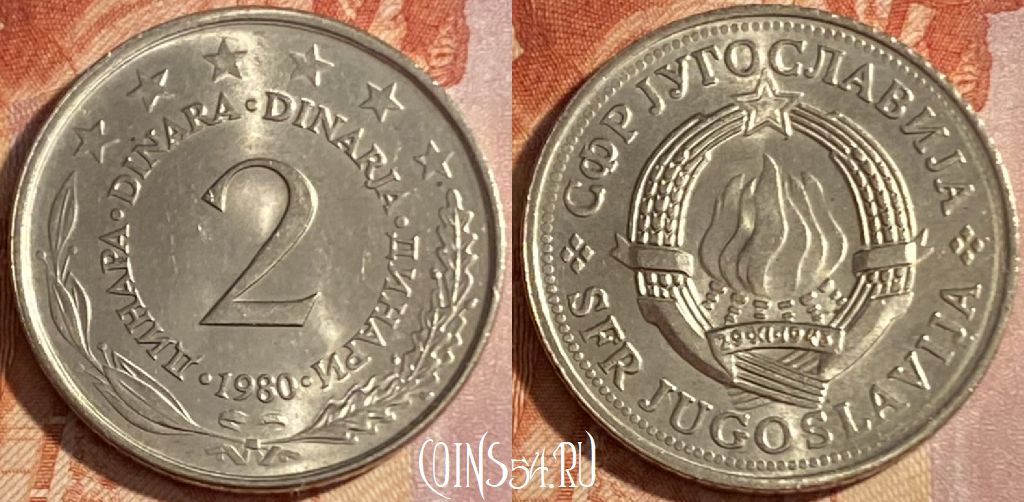 ДИНАРА · DINARA · DINARJA · ДИНАРИ
2
· 1980 ·
СФР ЈУГОСЛАВИЈА
29·XI·1943
SFR JUGOSLAVIJA
COINS54.RU